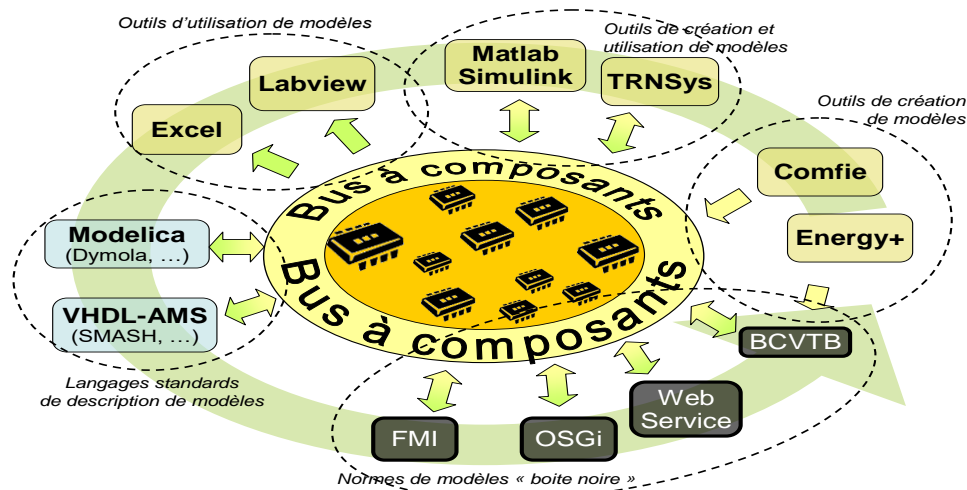 Outils d'utilisation de modèles
Outils de création et
utilisation de modèles
Matlab
Simulink
TRNSys
Labview
Excel
Outils de création
de modèles
Comfie
Energy+
Bus à composants
Modelica
(Dymola, ...)
VHDL-AMS
(SMASH, ...)
Bus à composants
Langages standards
de description de modèles
BCVTB
Web
Service
FMI
OSGi
Normes de modèles « boite noire »